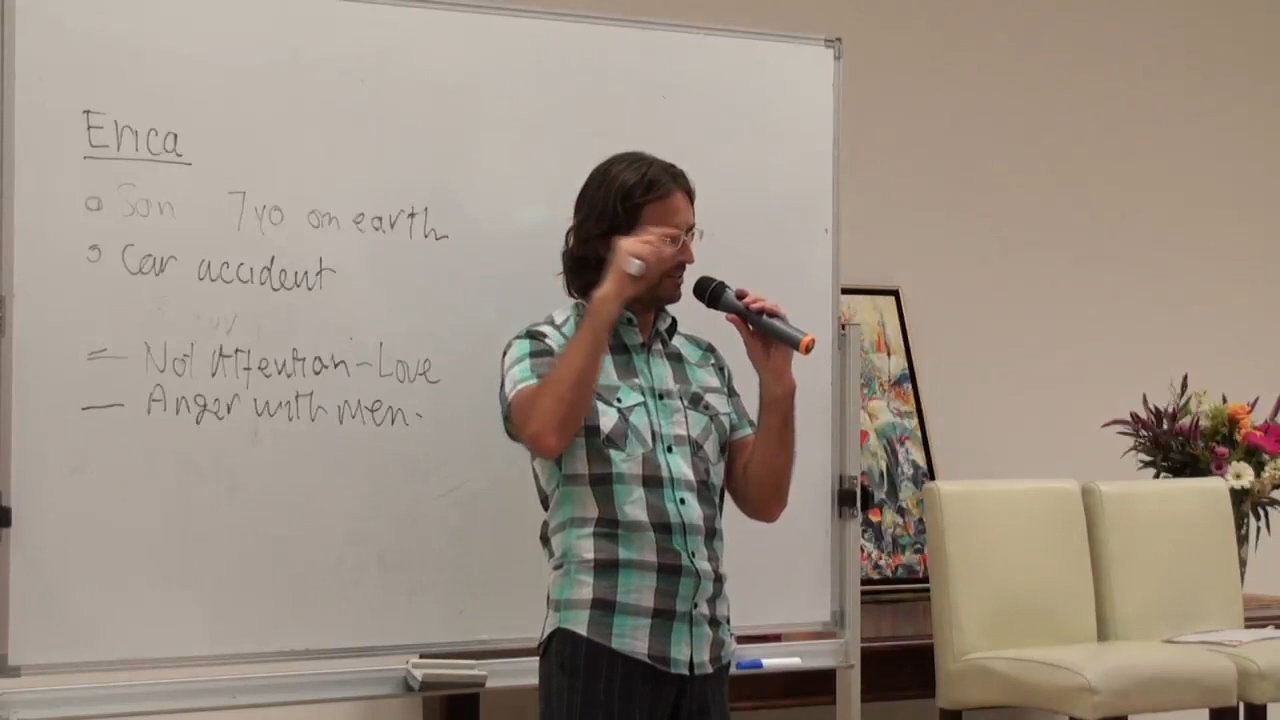 Erica
Son 7yo on earth
Car accident
Not Attention - Love
Anger with men.